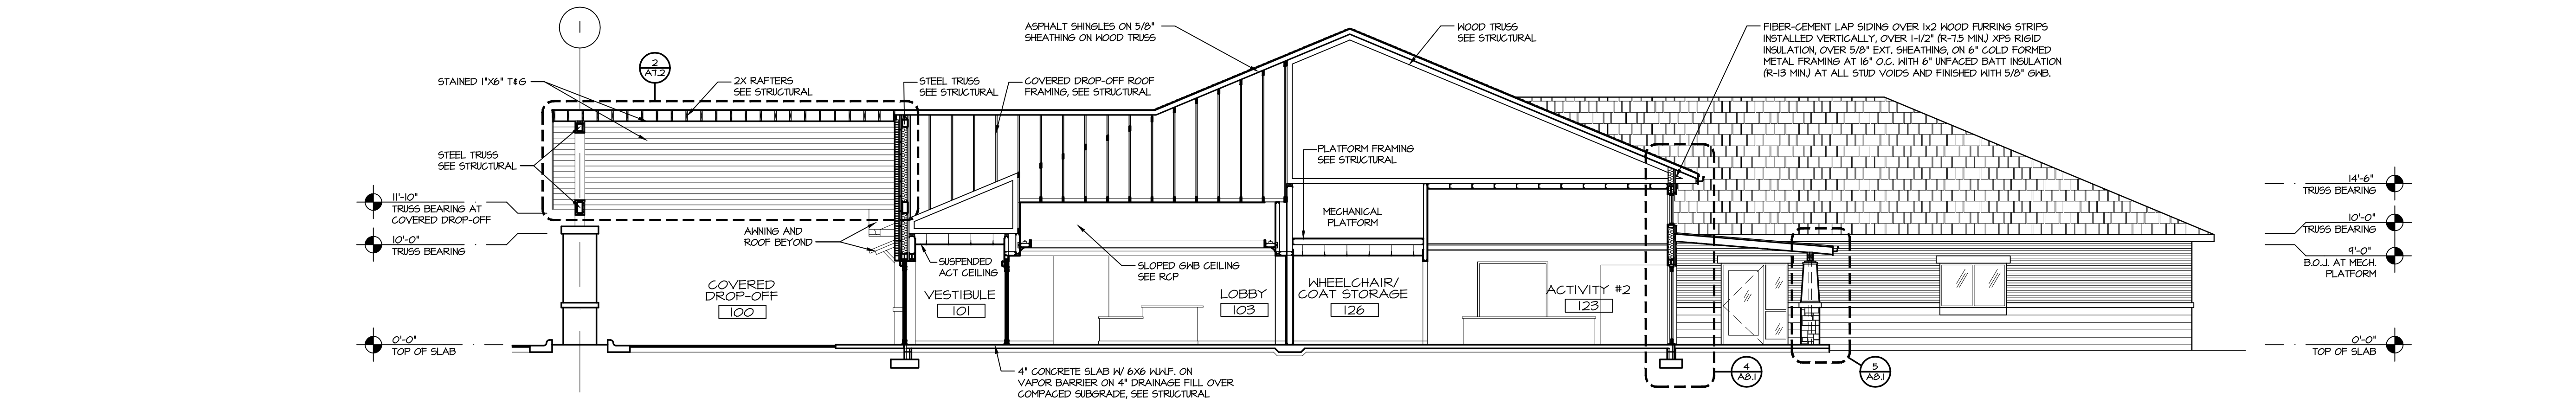 1
2
A7.2
STAINED 1"X6" T&G
2X RAFTERS
SEE STRUCTURAL
STEEL TRUSS
SEE STRUCTURAL
COVERED DROP-OFF ROOF
FRAMING, SEE STRUCTURAL
ASPHALT SHINGLES ON 5/8"
SHEATHING ON WOOD TRUSS
WOOD TRUSS
SEE STRUCTURAL
FIBER-CEMENT LAP SIDING OVER 1x2 WOOD FURRING STRIPS
INSTALLED VERTICALLY, OVER 1-1/2" (R-7.5 MIN.) XPS RIGID
INSULATION, OVER 5/8" EXT. SHEATHING, ON 6" COLD FORMED
METAL FRAMING AT 16" O.C. WITH 6" UNFACED BATT INSULATION
(R-13 MIN.) AT ALL STUD VOIDS AND FINISHED WITH 5/8" GWB.
STEEL TRUSS
SEE STRUCTURAL
11'-10"
TRUSS BEARING AT
COVERED DROP-OFF
10'-0"
TRUSS BEARING
0'-0"
TOP OF SLAB
AWNING AND
ROOF BEYOND
SUSPENDED
ACT CEILING
SLOPED GWB CEILING
SEE RCP
PLATFORM FRAMING
SEE STRUCTURAL
MECHANICAL
PLATFORM
COVERED
DROP-OFF
100
VESTIBULE
101
LOBBY
103
WHEELCHAIR/
COAT STORAGE
126
ACTIVITY #2
123
4" CONCRETE SLAB W/ 6X6 W.W.F. ON
VAPOR BARRIER ON 4" DRAINAGE FILL OVER
COMPACED SUBGRADE, SEE STRUCTURAL
4
A8.1
5
A8.1
14'-6"
TRUSS BEARING
10'-0"
TRUSS BEARING
9'-0"
B.O.J. AT MECH.
PLATFORM
0'-0"
TOP OF SLAB